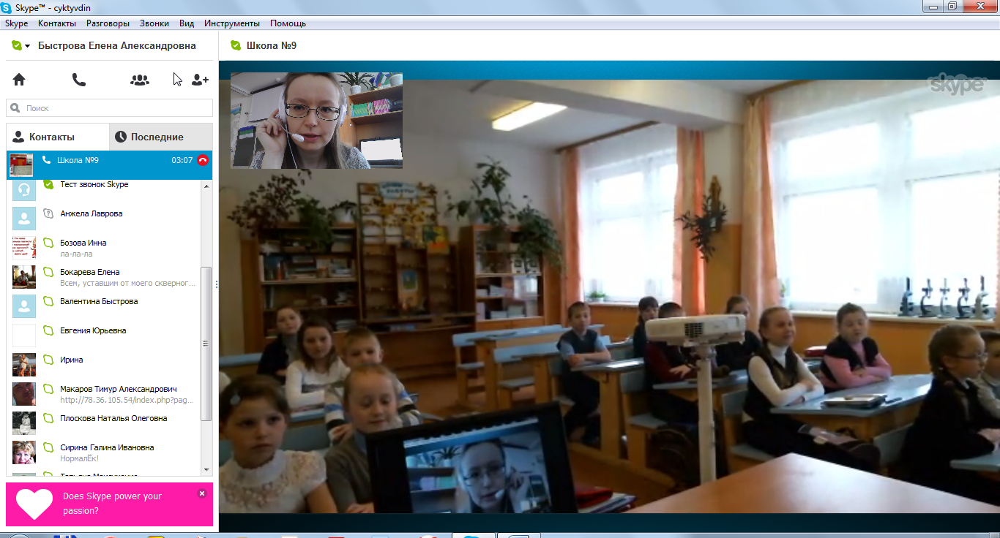 Skype™ - cyktyvdin
Skype Контакты Разговоры Звонки Вид Инструменты Помощь
Быстрова Елена Александровна
Школа №9
Поиск
Контакты
Последние
Школа №9 03:07
Тест звонок Skype
Анжела Лаврова
Бозова Инна
ла-ла-ла
Бокарева Елена
Всем, уставшим от моего сквверног...
Валентина Быстрова
Евгения Юрьевна
Ирина
Макаров Тимур Александрович
http://78.36.105.54/index.php?pag...
Плоскова Наталья Олеговна
Сирина Галина Ивановна
НормалЁк!
Does Skype power your
passion?
skype